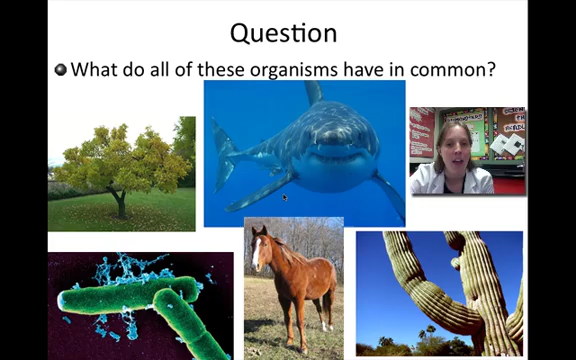 Question
What do all of these organisms have in common?